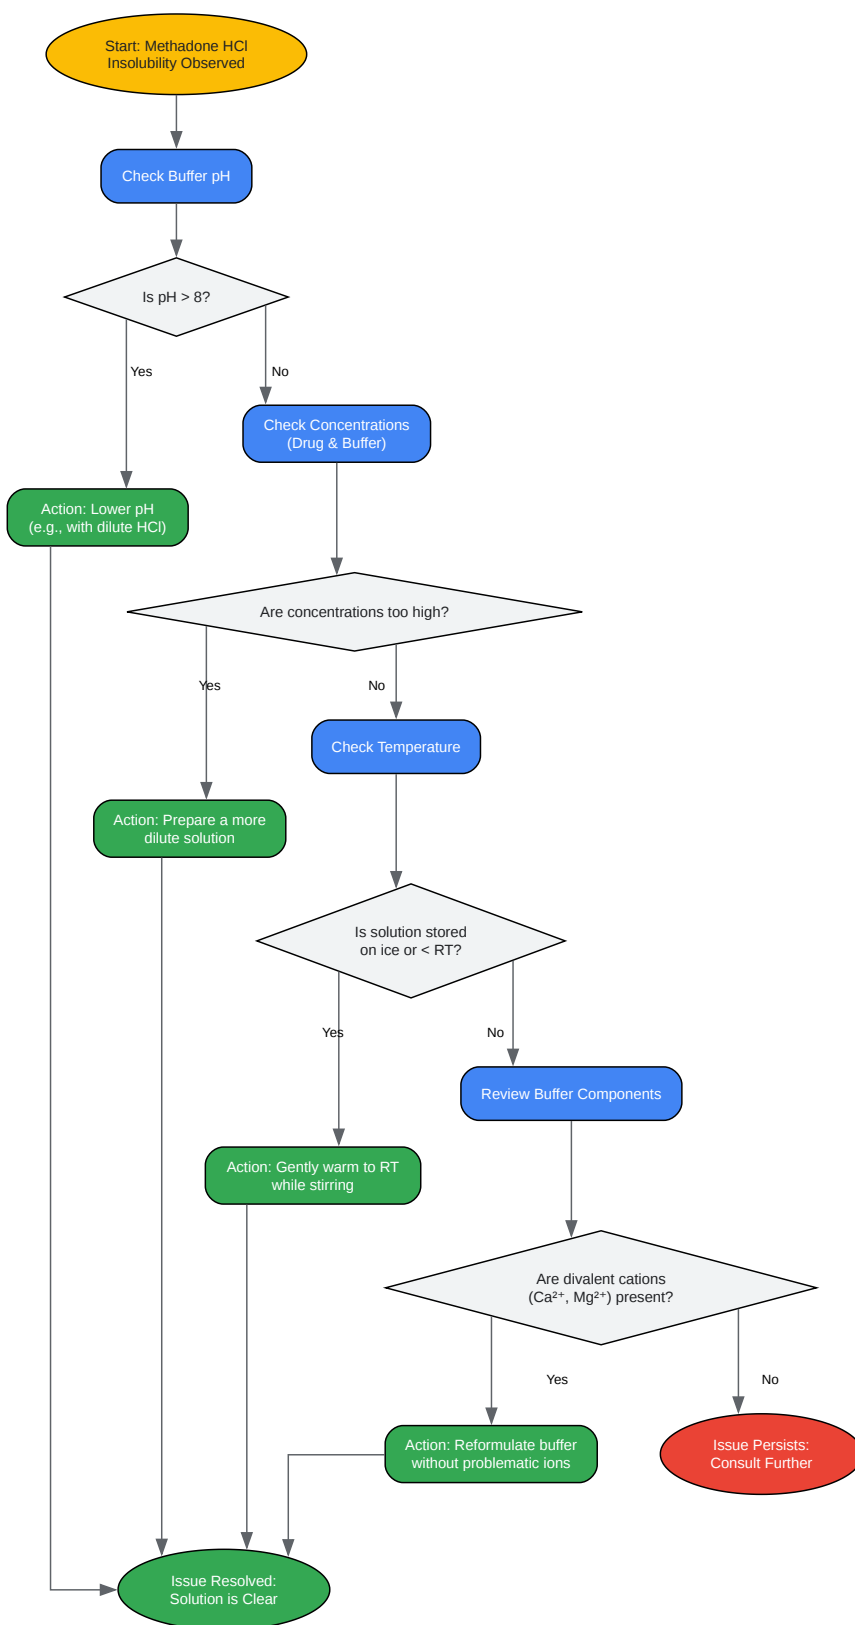 Start: Methadone HCl
Insolubility Observed
Check Buffer pH
Is pH > 8?
Yes
No
Check Concentrations
(Drug & Buffer)
Action: Lower pH
(e.g., with dilute HCl)
Are concentrations too high?
Yes
No
Check Temperature
Action: Prepare a more
dilute solution
Is solution stored
on ice or < RT?
Yes
No
Review Buffer Components
Action: Gently warm to RT
while stirring
Are divalent cations
(Ca²⁺, Mg²⁺) present?
Yes
No
Action: Reformulate buffer
without problematic ions
Issue Persists:
Consult Further
Issue Resolved:
Solution is Clear